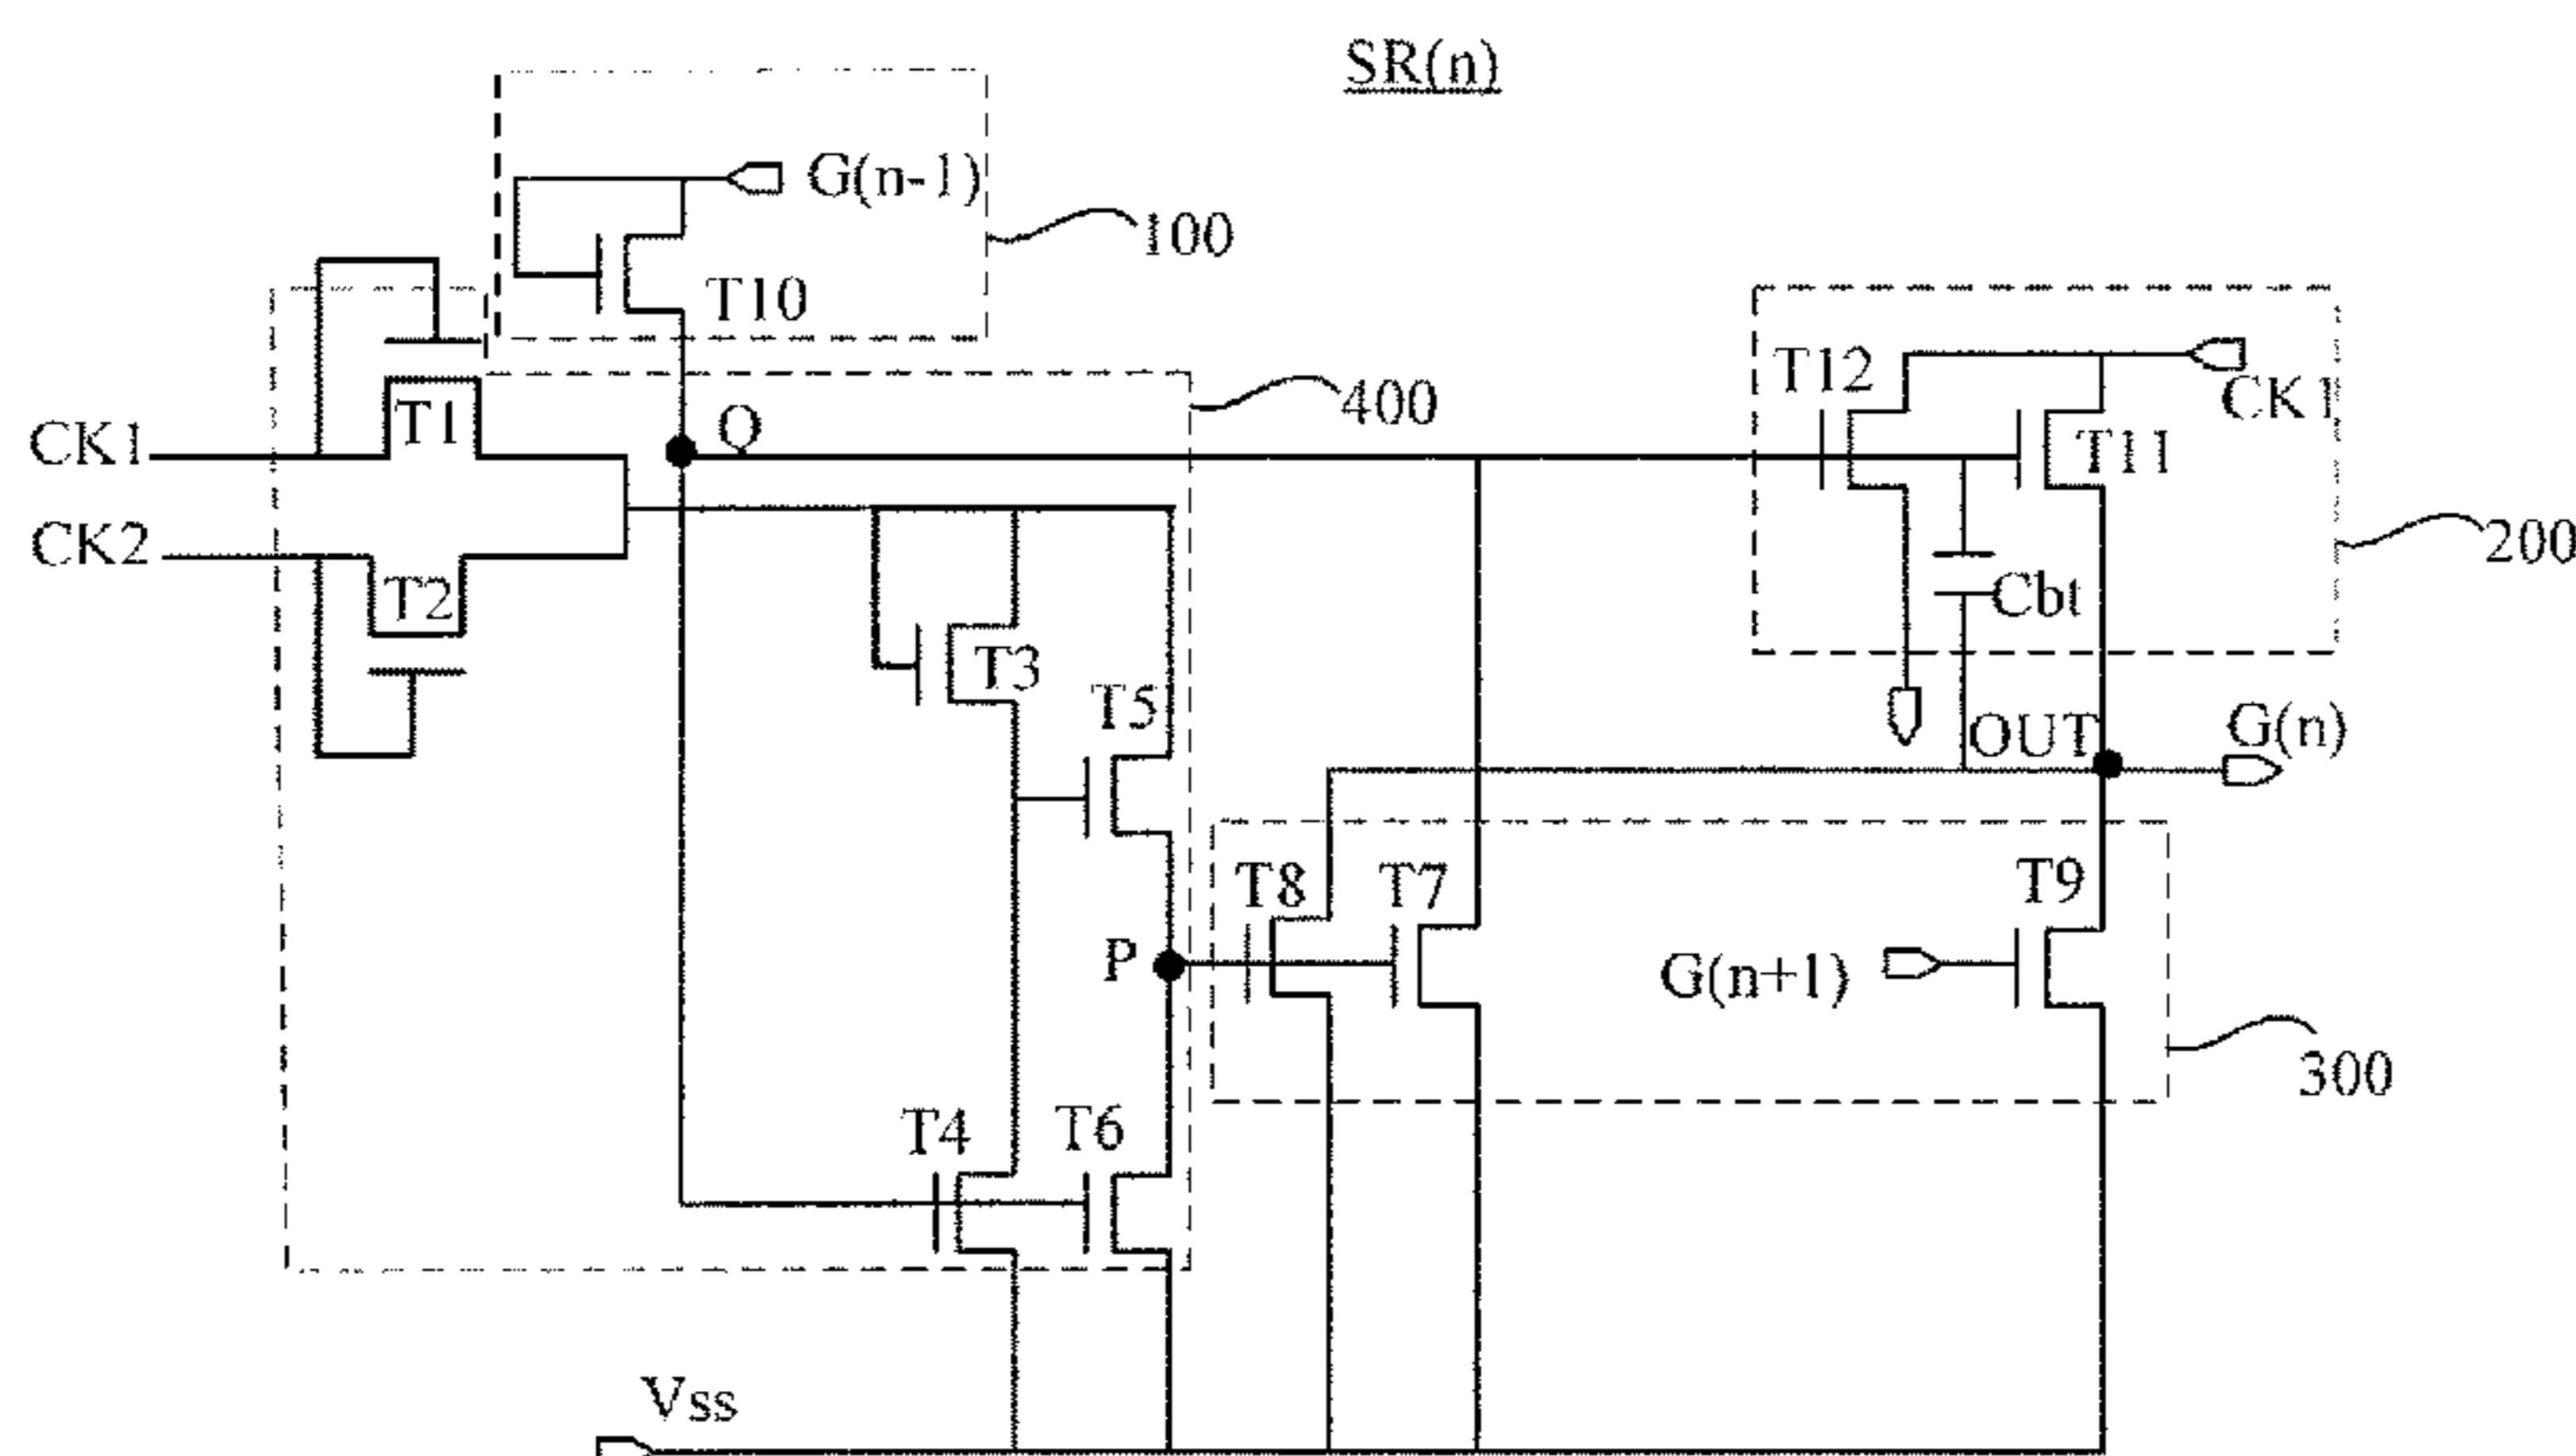 SR(n)
G(n-1)
100
T10
T12
400
CK1
CK1
T1
Q
T11
CK2
T2
200
Cbt
T3
T5
OUT
G(n)
T8
T7
T9
P
G(n+1)
300
T4
T6
Vss